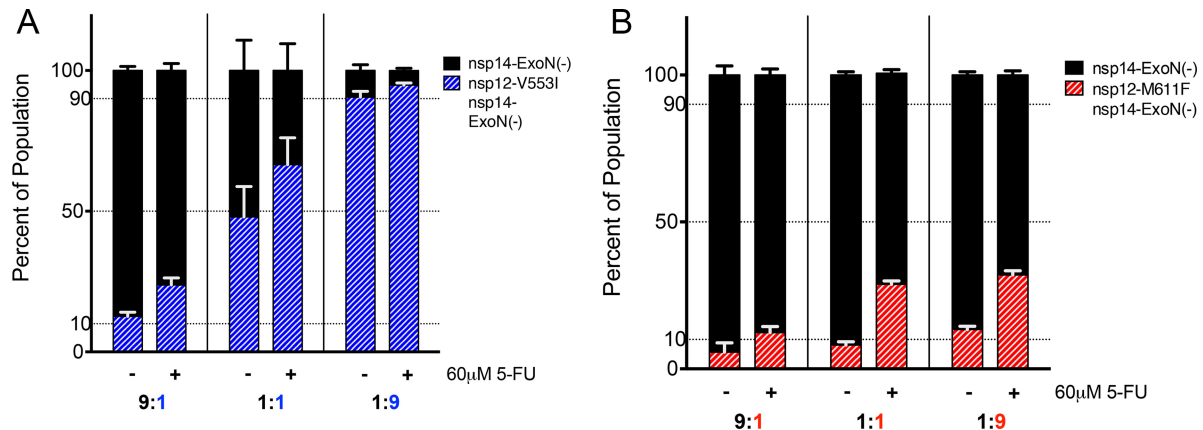 A
Percent of Population
100
90
50
10
0
nsp14-ExoN(-)
nsp12-V553I
nsp14-
ExoN(-)
- + - + - + 60µM 5-FU
9:1 1:1 1:9
B
Percent of Population
100
90
50
10
0
nsp14-ExoN(-)
nsp12-M611F
nsp14-ExoN(-)
- + - + - + 60µM 5-FU
9:1 1:1 1:9